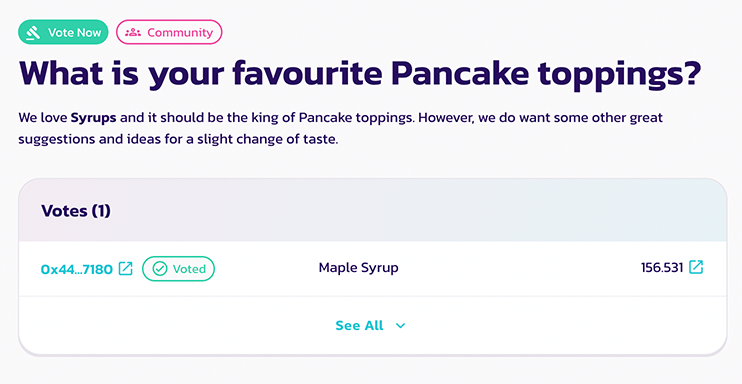 Vote Now
Community
What is your favourite Pancake toppings?
We love Syrups and it should be the king of Pancake toppings. However, we do want some other great
suggestions and ideas for a slight change of taste.
Votes (1)
0x44...7180 Voted Maple Syrup 156.531
See All